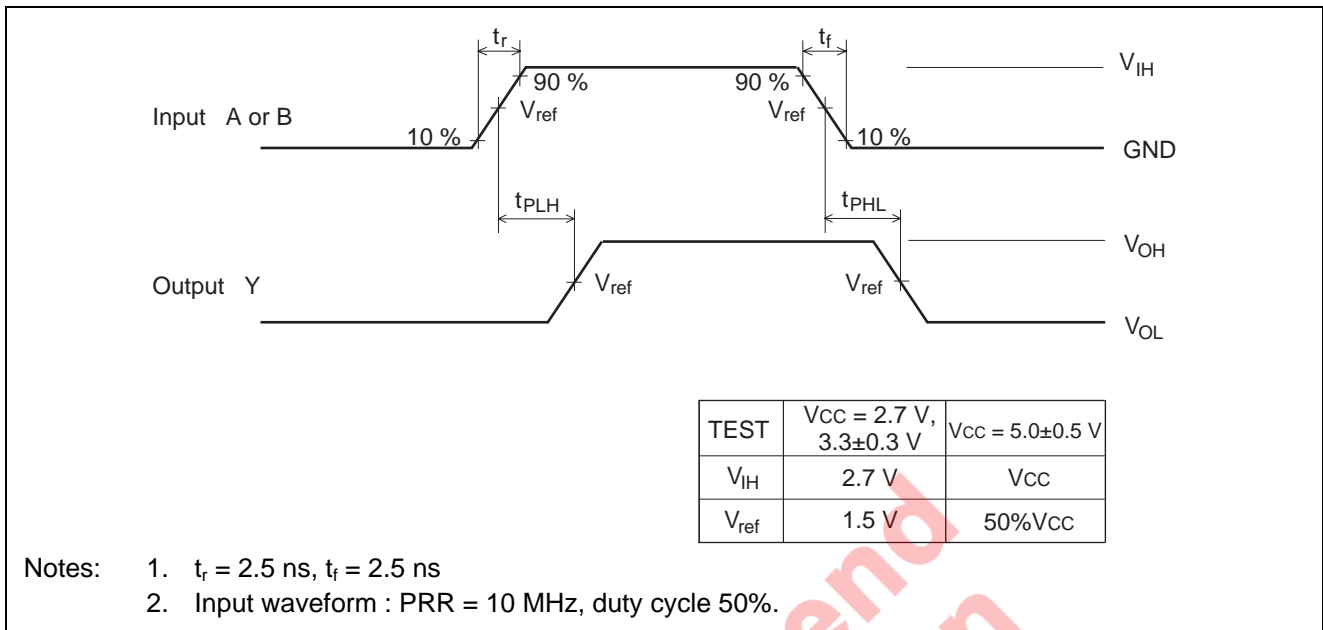 tr tf
VIH
90 % 90 %
Vref Vref
Input A or B
10 % 10 %
GND
tPLH tPHL
VOH
Output Y Vref Vref
VOL
TEST VCC = 2.7 V, 3.3±0.3 V VCC = 5.0±0.5 V
VIH 2.7 V VCC
Vref 1.5 V 50%VCC
Notes: 1. tr = 2.5 ns, tf = 2.5 ns
2. Input waveform : PRR = 10 MHz, duty cycle 50%.